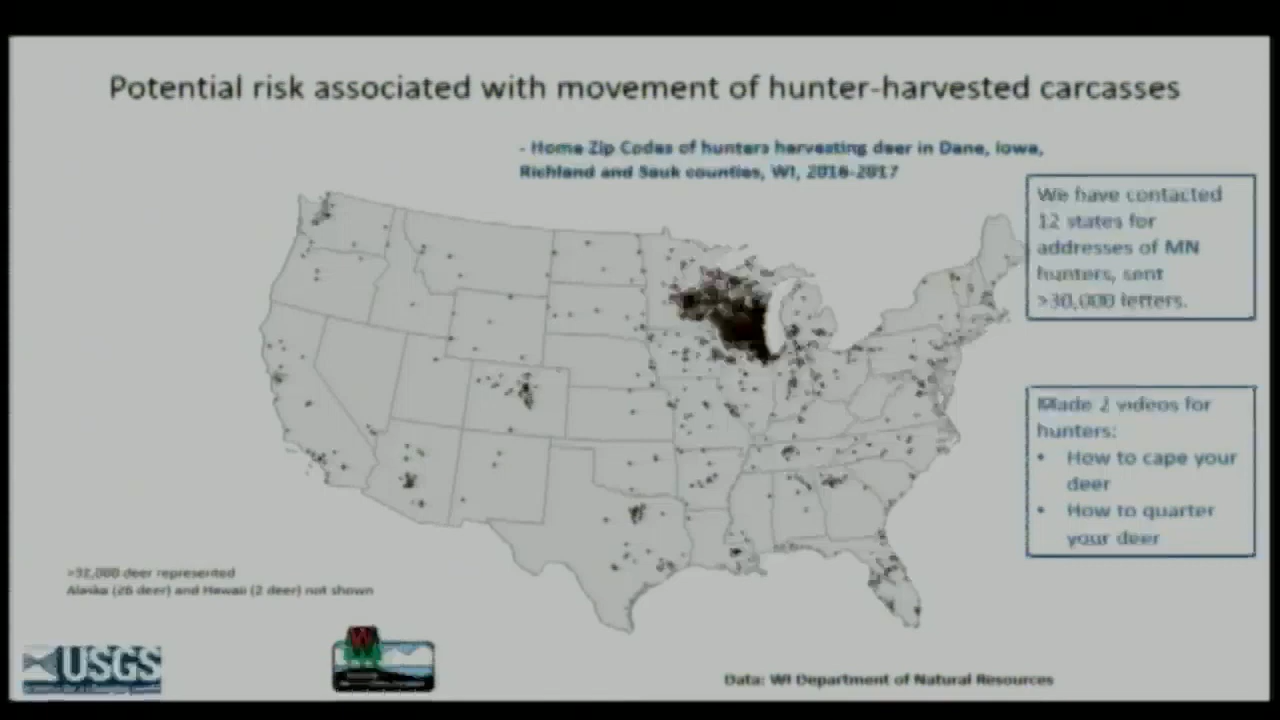 Potential risk associated with movement of hunter-harvested carcasses
- Home Zip Codes of hunters harvesting deer in Dane, Iowa,
Richland and Sauk counties, WI, 2016-2017
We have contacted
12 states for
addresses of MN
hunters, sent
>30,000 letters.
Made 2 videos for
hunters:
• How to cape your
deer
• How to quarter
your deer
>32,000 deer represented
Alaska (26 deer) and Hawaii (2 deer) not shown
USGS
W
Data: WI Department of Natural Resources